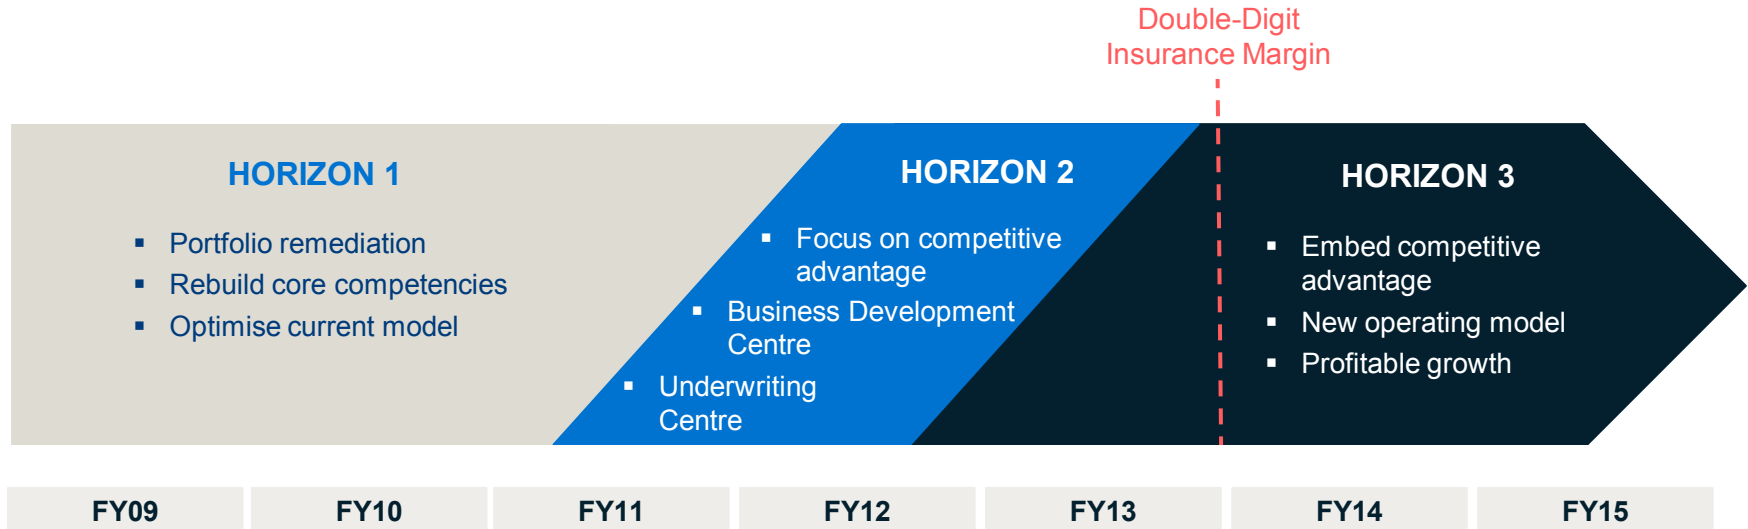 Double-Digit
Insurance Margin
HORIZON 1
▪ Portfolio remediation
▪ Rebuild core competencies
▪ Optimise current model
HORIZON 2
▪ Focus on competitive
advantage
▪ Business Development
Centre
▪ Underwriting
Centre
HORIZON 3
▪ Embed competitive
advantage
▪ New operating model
▪ Profitable growth
FY09 FY10 FY11 FY12 FY13 FY14 FY15